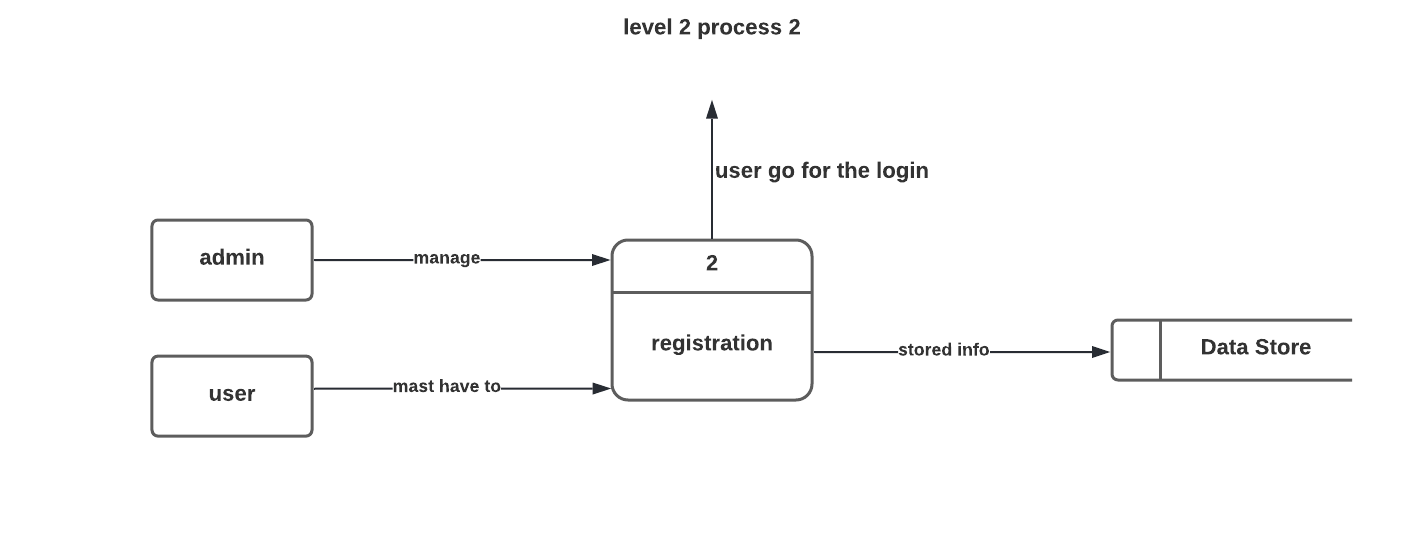 level 2 process 2
user go for the login
admin
manage
2
registration
stored info
Data Store
user
mast have to